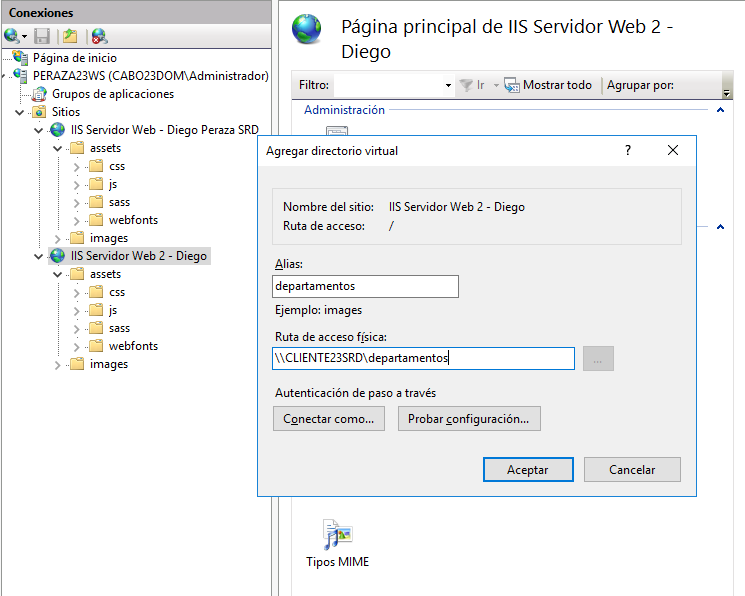 Conexiones
Página de inicio
PERAZA23WS (CABO23DOM\Administrador)
Grupos de aplicaciones
Sitios
IIS Servidor Web - Diego Peraza SRD
assets
css
js
sass
webfonts
images
IIS Servidor Web 2 - Diego
assets
css
js
sass
webfonts
images
Página principal de IIS Servidor Web 2 -
Diego
Filtro: Ir Mostrar todo Agrupar por:
Administración
Agregar directorio virtual ?
Nombre del sitio: IIS Servidor Web 2 - Diego
Ruta de acceso: /
Alias:
departamentos
Ejemplo: images
Ruta de acceso física:
\\CLIENTE23SRD\departamentos
...
Autenticación de paso a través
Conectar como... Probar configuración...
Aceptar Cancelar
Tipos MIME